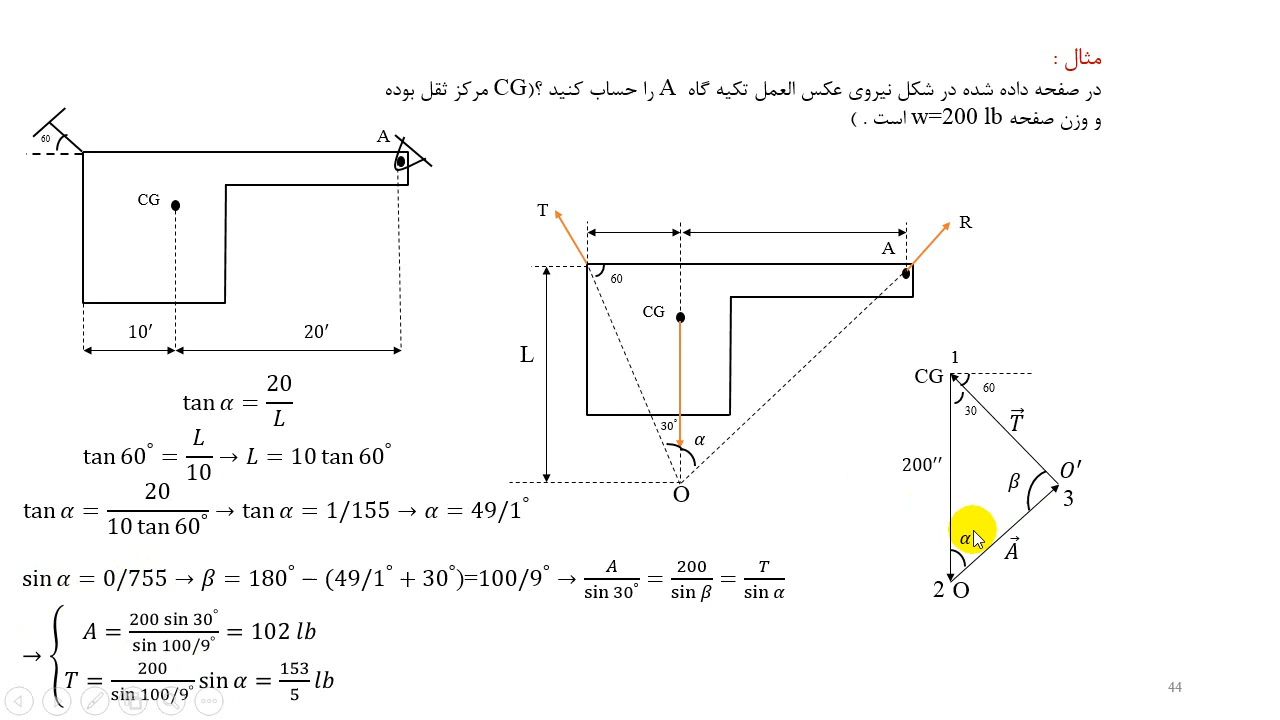 مثال :
در صفحه داده شده در شکل نیروی عکس العمل تکیه گاه A را حساب کنید ؟(CG مرکز ثقل بوده
و وزن صفحه w=200 lb است . )
60
A
CG
10′
20′
T
R
A
60
CG
L
30°
α
O
1
CG
60
30
T⃗
200′′
O′
β
3
α
A⃗
2 O
tan α = 20/L
tan 60° = L/10 → L = 10 tan 60°
tan α = 20/(10 tan 60°) → tan α = 1/155 → α = 49/1°
sin α = 0/755 → β = 180° − (49/1° + 30°)=100/9° → A/sin 30° = 200/sin β = T/sin α
→ { A = (200 sin 30°)/(sin 100/9°) = 102 lb
T = 200/(sin 100/9°) sin α = 153/5 lb
44